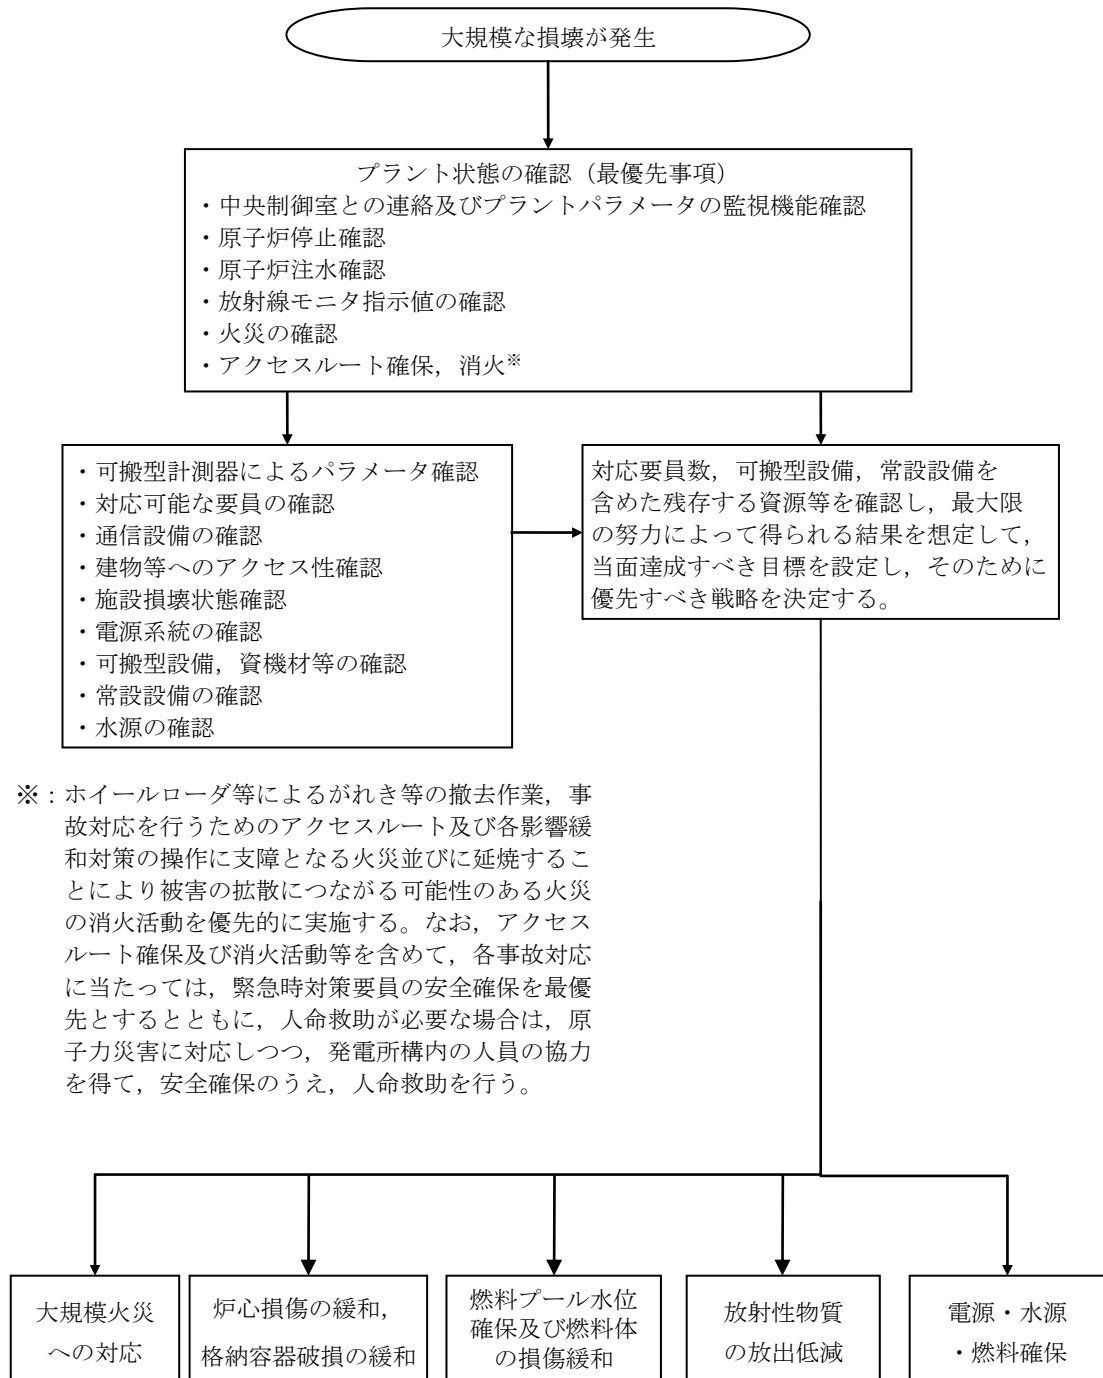 大規模な損壊が発生
プラント状態の確認（最優先事項）
・中央制御室との連絡及びプラントパラメータの監視機能確認
・原子炉停止確認
・原子炉注水確認
・放射線モニタ指示値の確認
・火災の確認
・アクセスルート確保，消火※
・可搬型計測器によるパラメータ確認
・対応可能な要員の確認
・通信設備の確認
・建物等へのアクセス性確認
・施設損壊状態確認
・電源系統の確認
・可搬型設備，資機材等の確認
・常設設備の確認
・水源の確認
対応要員数，可搬型設備，常設設備を
含めた残存する資源等を確認し，最大限
の努力によって得られる結果を想定して，
当面達成すべき目標を設定し，そのために
優先すべき戦略を決定する。
※：ホイールローダ等によるがれき等の撤去作業，事
故対応を行うためのアクセスルート及び各影響緩
和対策の操作に支障となる火災並びに延焼するこ
とにより被害の拡散につながる可能性のある火災
の消火活動を優先的に実施する。なお，アクセス
ルート確保及び消火活動等を含めて，各事故対応
に当たっては，緊急時対策要員の安全確保を最優
先とするとともに，人命救助が必要な場合は，原
子力災害に対応しつつ，発電所構内の人員の協力
を得て，安全確保のうえ，人命救助を行う。
大規模火災
への対応
炉心損傷の緩和，
格納容器破損の緩和
燃料プール水位
確保及び燃料体
の損傷緩和
放射性物質
の放出低減
電源・水源
・燃料確保